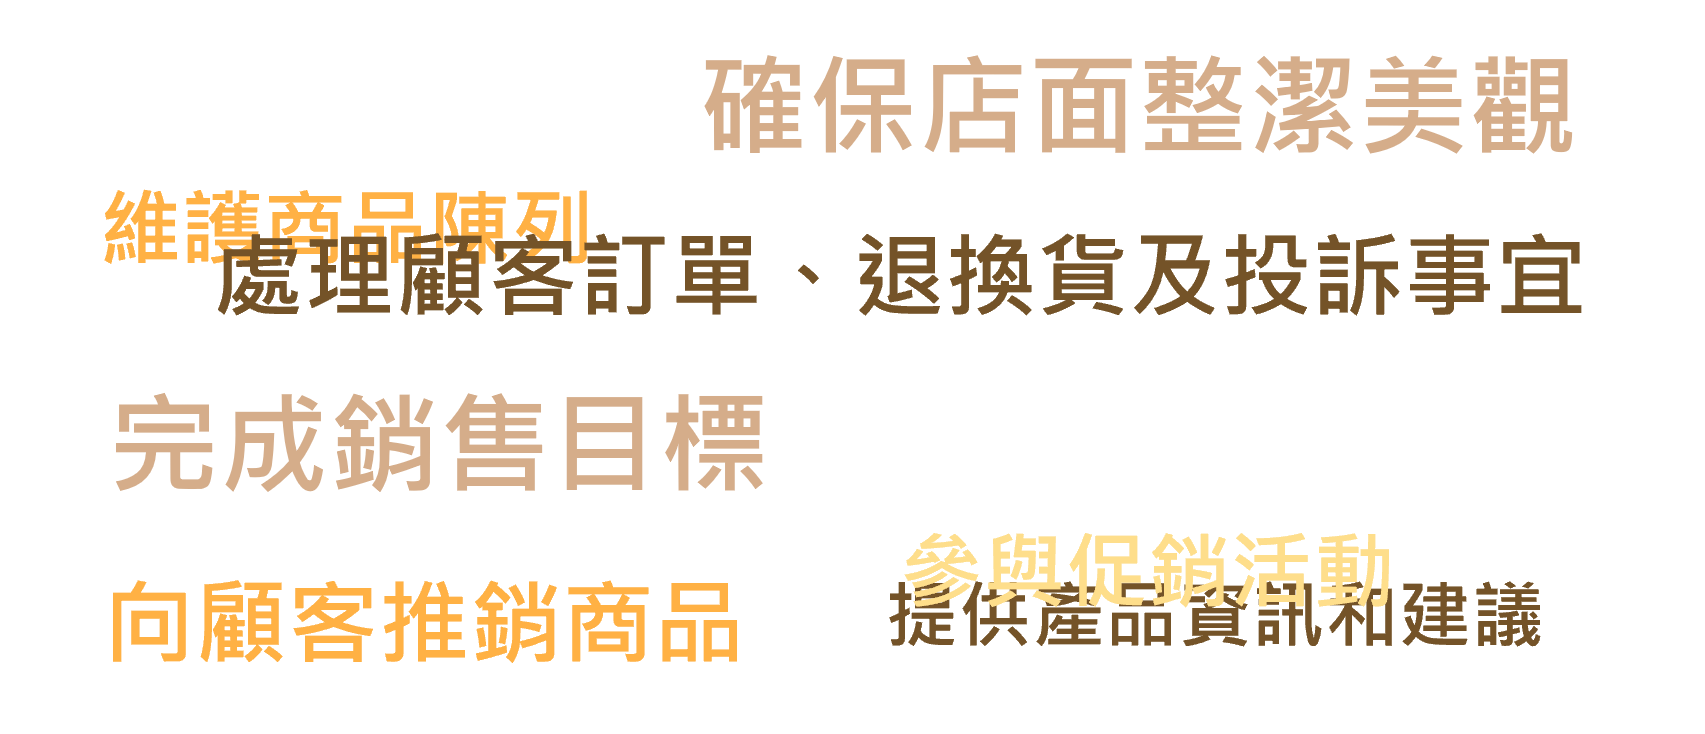 確保店面整潔美觀
維護商品陳列
處理顧客訂單、退換貨及投訴事宜
完成銷售目標
參與促銷活動
向顧客推銷商品
提供產品資訊和建議